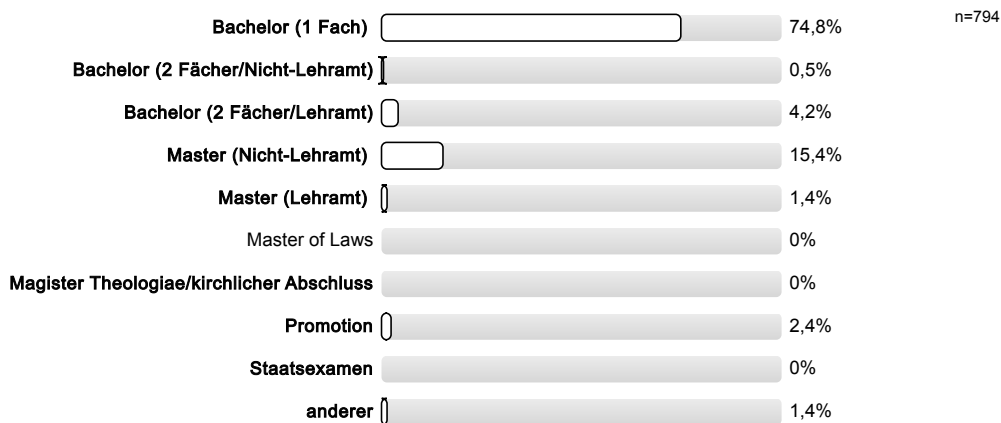 n=794
Bachelor (1 Fach) 74,8%
Bachelor (2 Fächer/Nicht-Lehramt) 0,5%
Bachelor (2 Fächer/Lehramt) 4,2%
Master (Nicht-Lehramt) 15,4%
Master (Lehramt) 1,4%
Master of Laws 0%
Magister Theologiae/kirchlicher Abschluss 0%
Promotion 2,4%
Staatsexamen 0%
anderer 1,4%